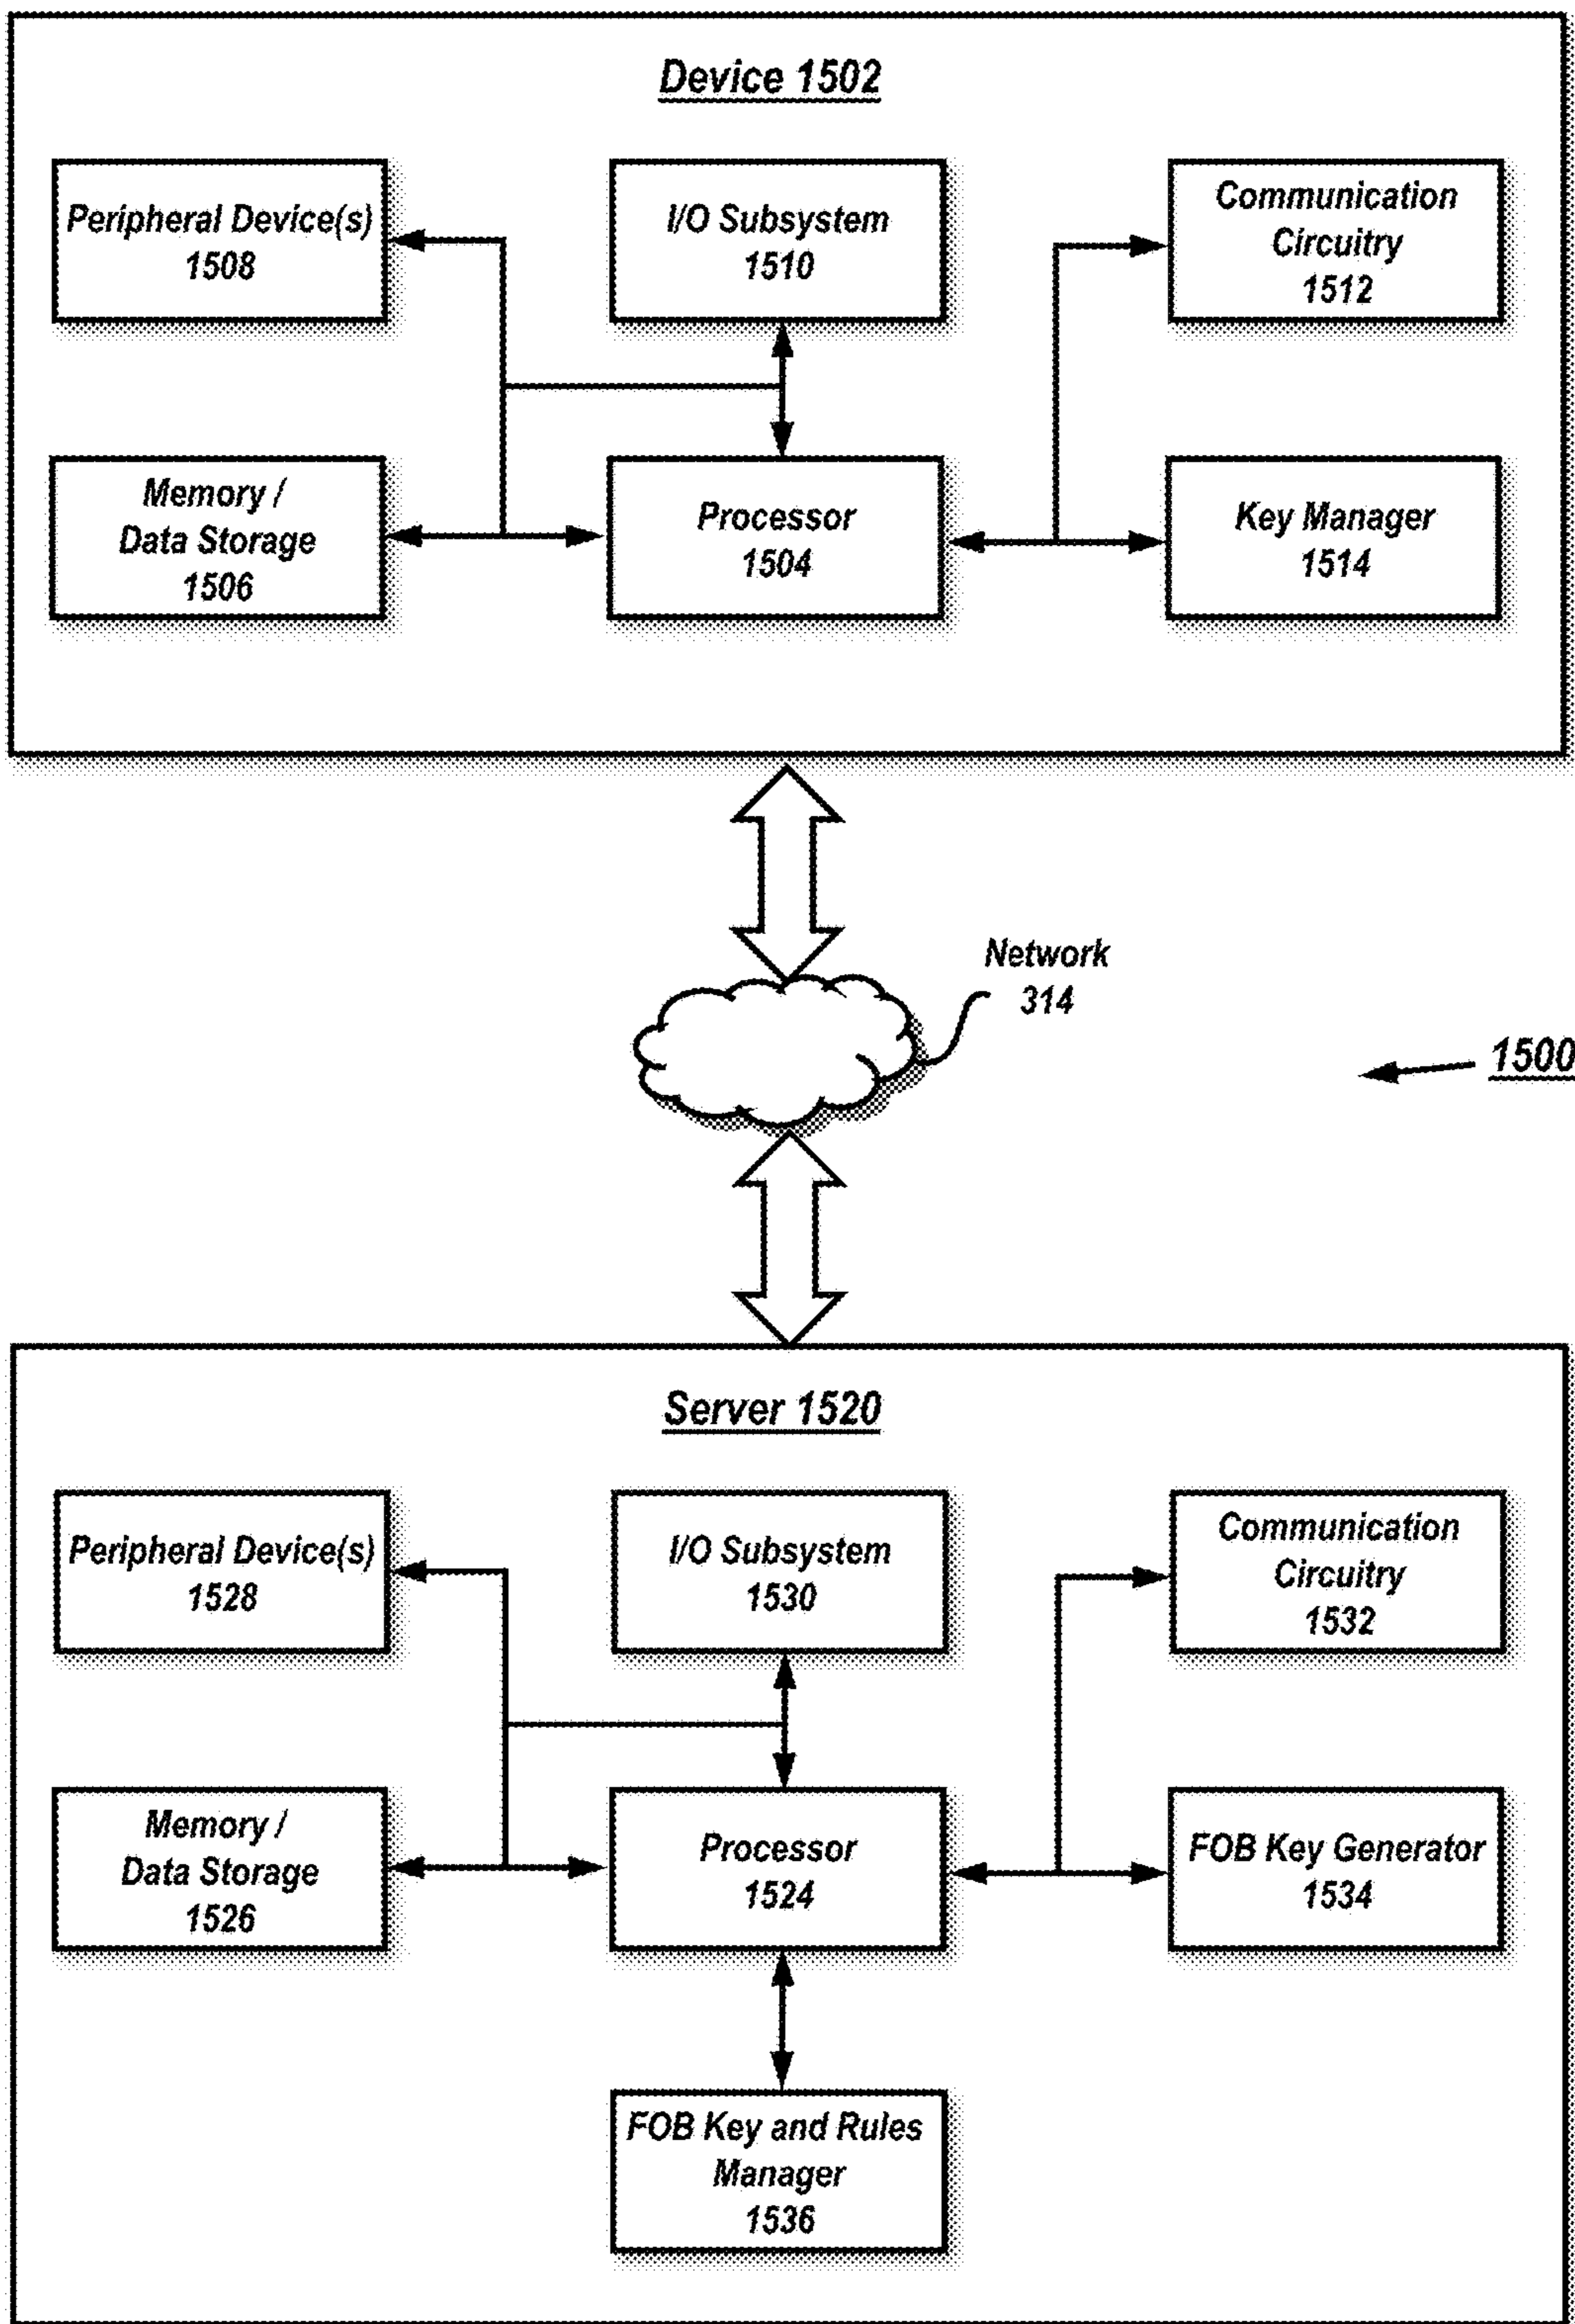 Device 1502
Peripheral Device(s)
1508
I/O Subsystem
1510
Communication
Circuitry
1512
Memory /
Data Storage
1506
Processor
1504
Key Manager
1514
Network
314
1500
Server 1520
Peripheral Device(s)
1528
I/O Subsystem
1530
Communication
Circuitry
1532
Memory /
Data Storage
1526
Processor
1524
FOB Key Generator
1534
FOB Key and Rules
Manager
1536